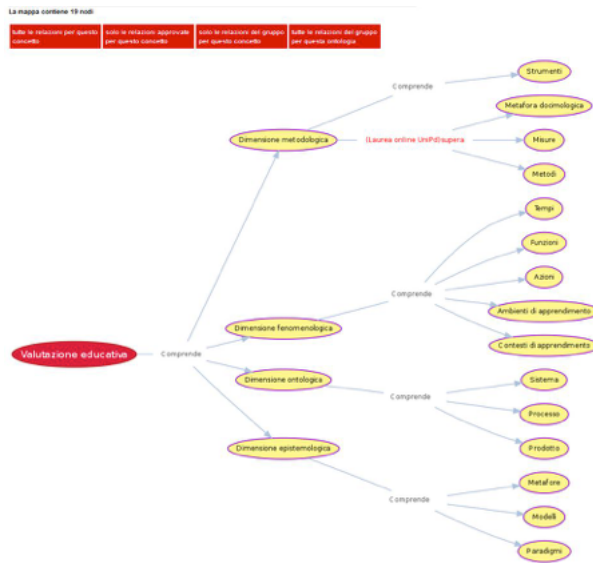 La mappa contiene 19 nodi
tutte le relazioni per questo
concetto
solo le relazioni approvate
per questo concetto
solo le relazioni del gruppo
per questo concetto
tutte le relazioni del gruppo
per questa ontologia
Strumenti
Comprende
Metafora docimologica
Dimensione metodologica
(Laurea online UniPd)supera
Misure
Metodi
Tempi
Funzioni
Azioni
Comprende
Ambienti di apprendimento
Dimensione fenomenologica
Contesti di apprendimento
Valutazione educativa
Comprende
Dimensione ontologica
Sistema
Comprende
Processo
Dimensione epistemologica
Prodotto
Metafore
Comprende
Modelli
Paradigmi